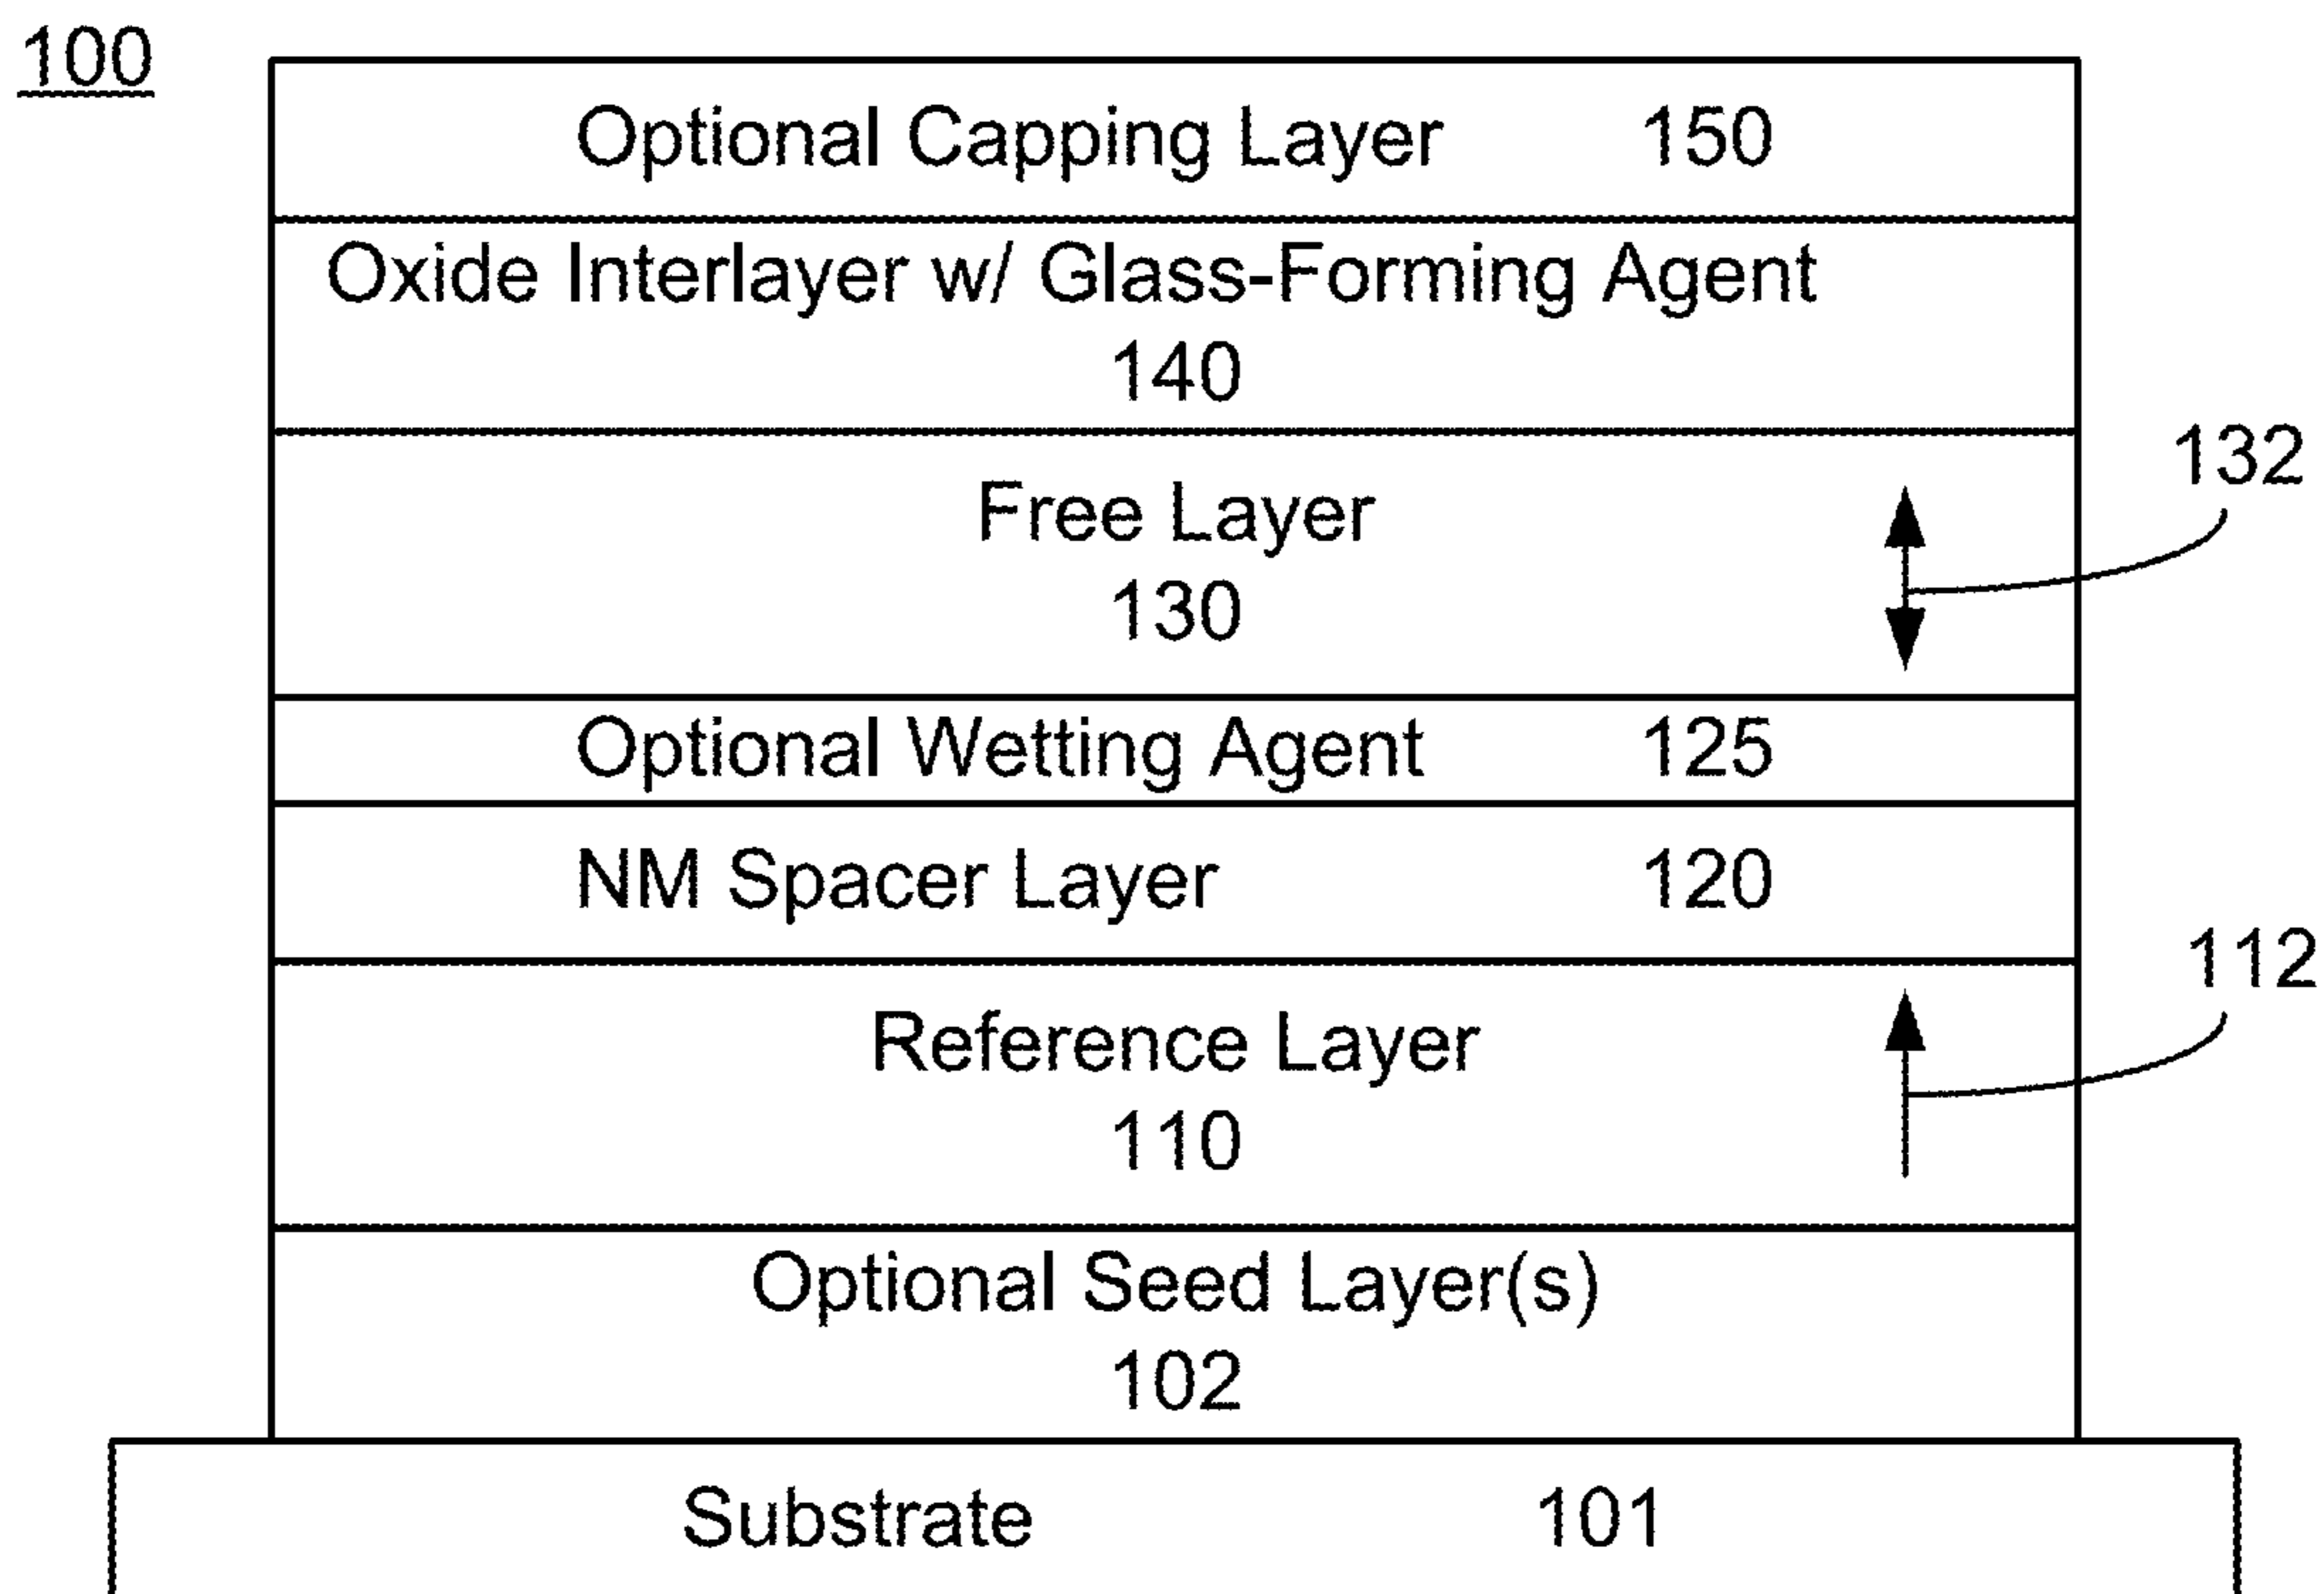 100
Optional Capping Layer 150
Oxide Interlayer w/ Glass-Forming Agent
140
132
Free Layer
130
Optional Wetting Agent 125
NM Spacer Layer 120
112
Reference Layer
110
Optional Seed Layer(s)
102
Substrate 101